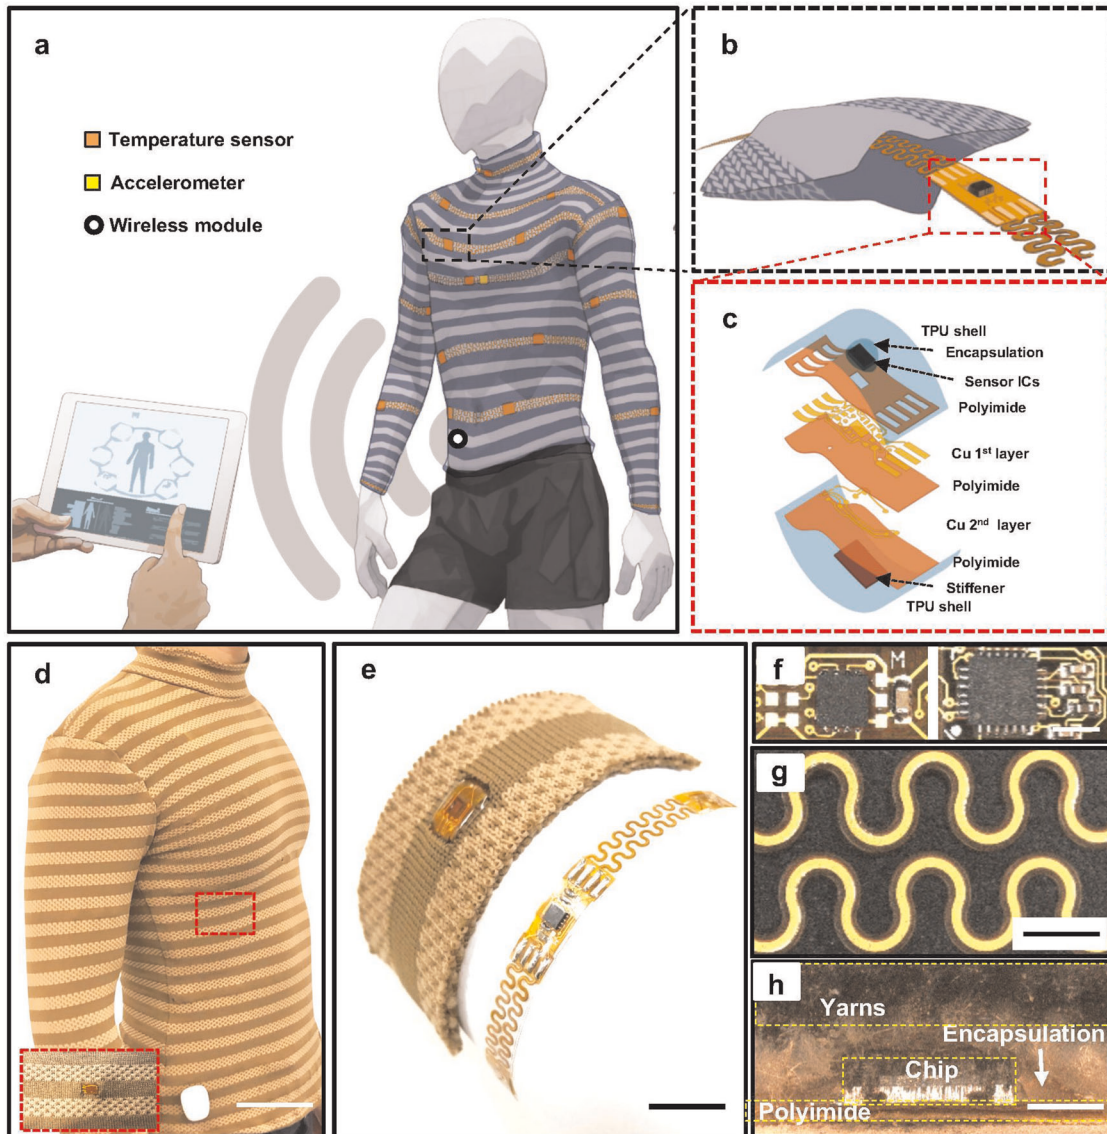 a
Temperature sensor
Accelerometer
Wireless module
b
c
TPU shell
Encapsulation
Sensor ICs
Polyimide
Cu 1st layer
Polyimide
Cu 2nd layer
Polyimide
Stiffener
TPU shell
d
e
f
M
g
h
Yarns
Encapsulation
Chip
Polyimide